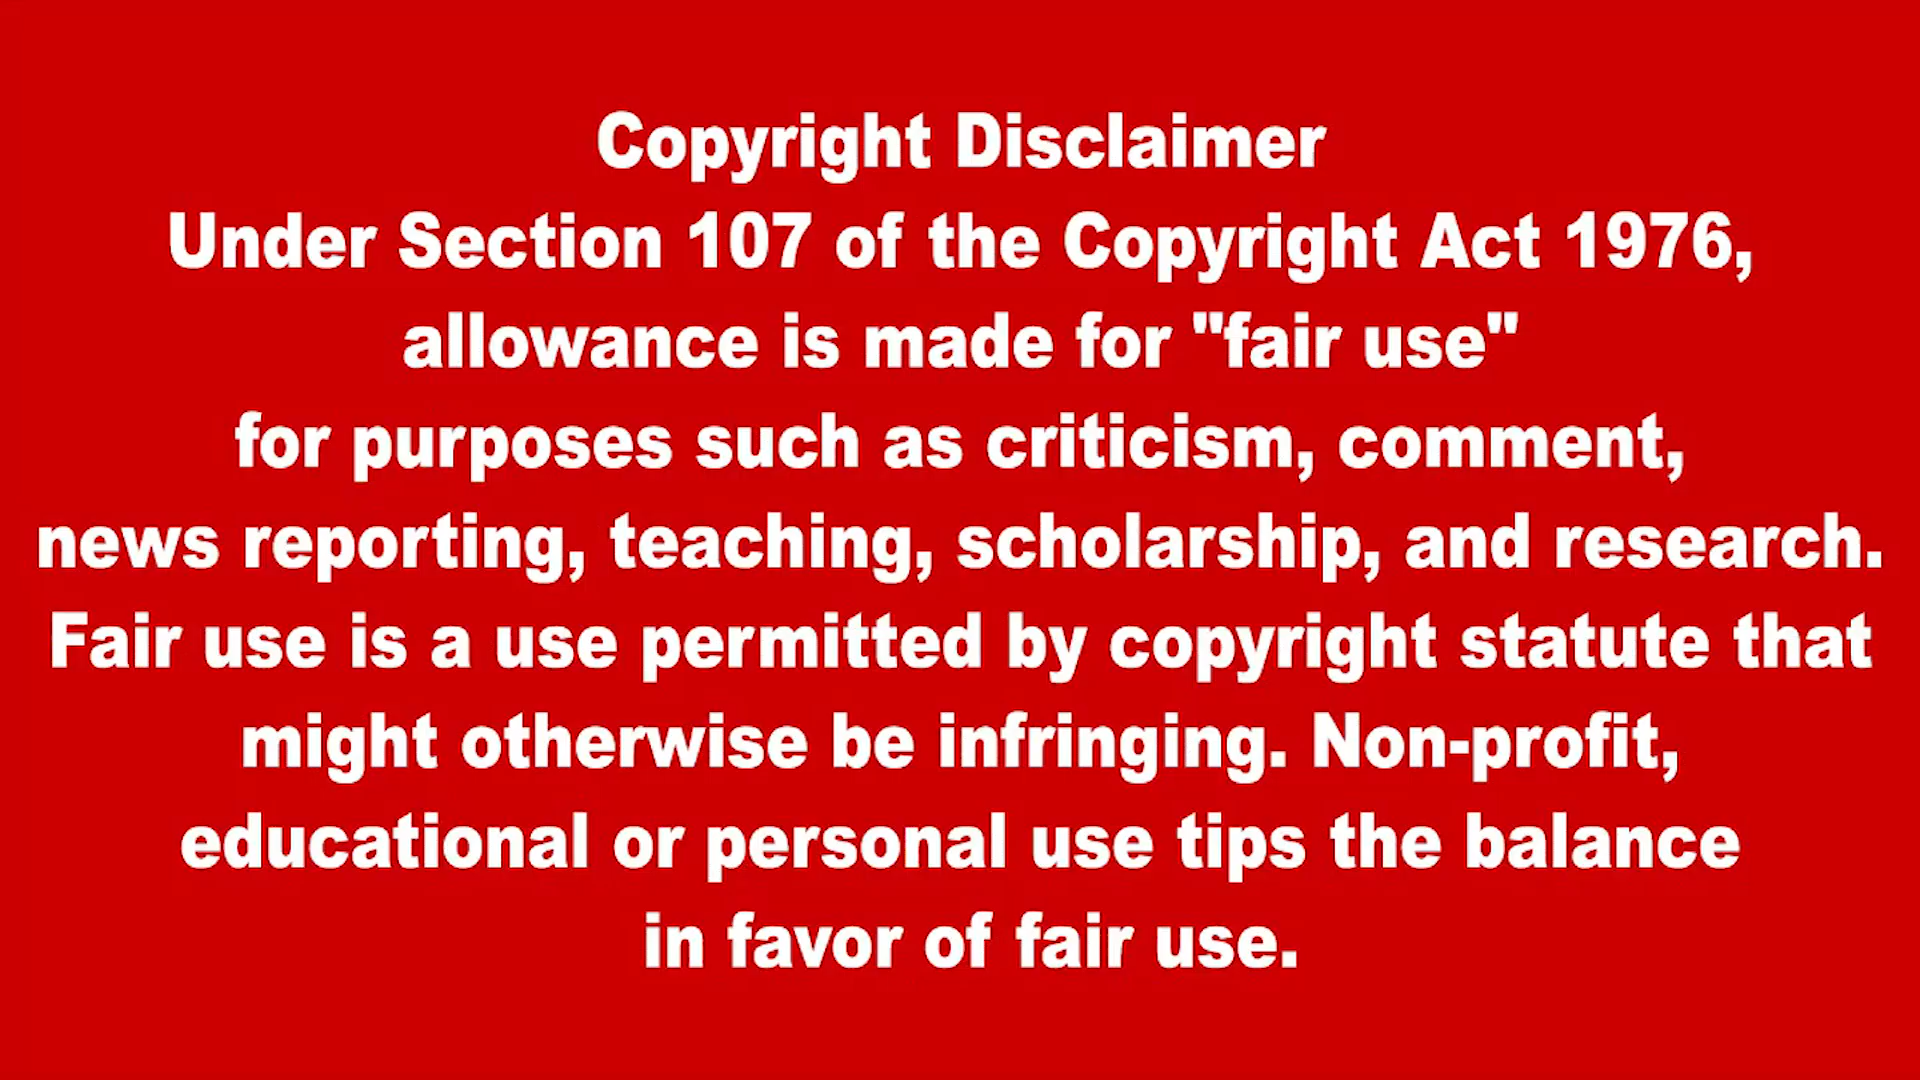 Copyright Disclaimer
Under Section 107 of the Copyright Act 1976,
allowance is made for "fair use"
for purposes such as criticism, comment,
news reporting, teaching, scholarship, and research.
Fair use is a use permitted by copyright statute that
might otherwise be infringing. Non-profit,
educational or personal use tips the balance
in favor of fair use.